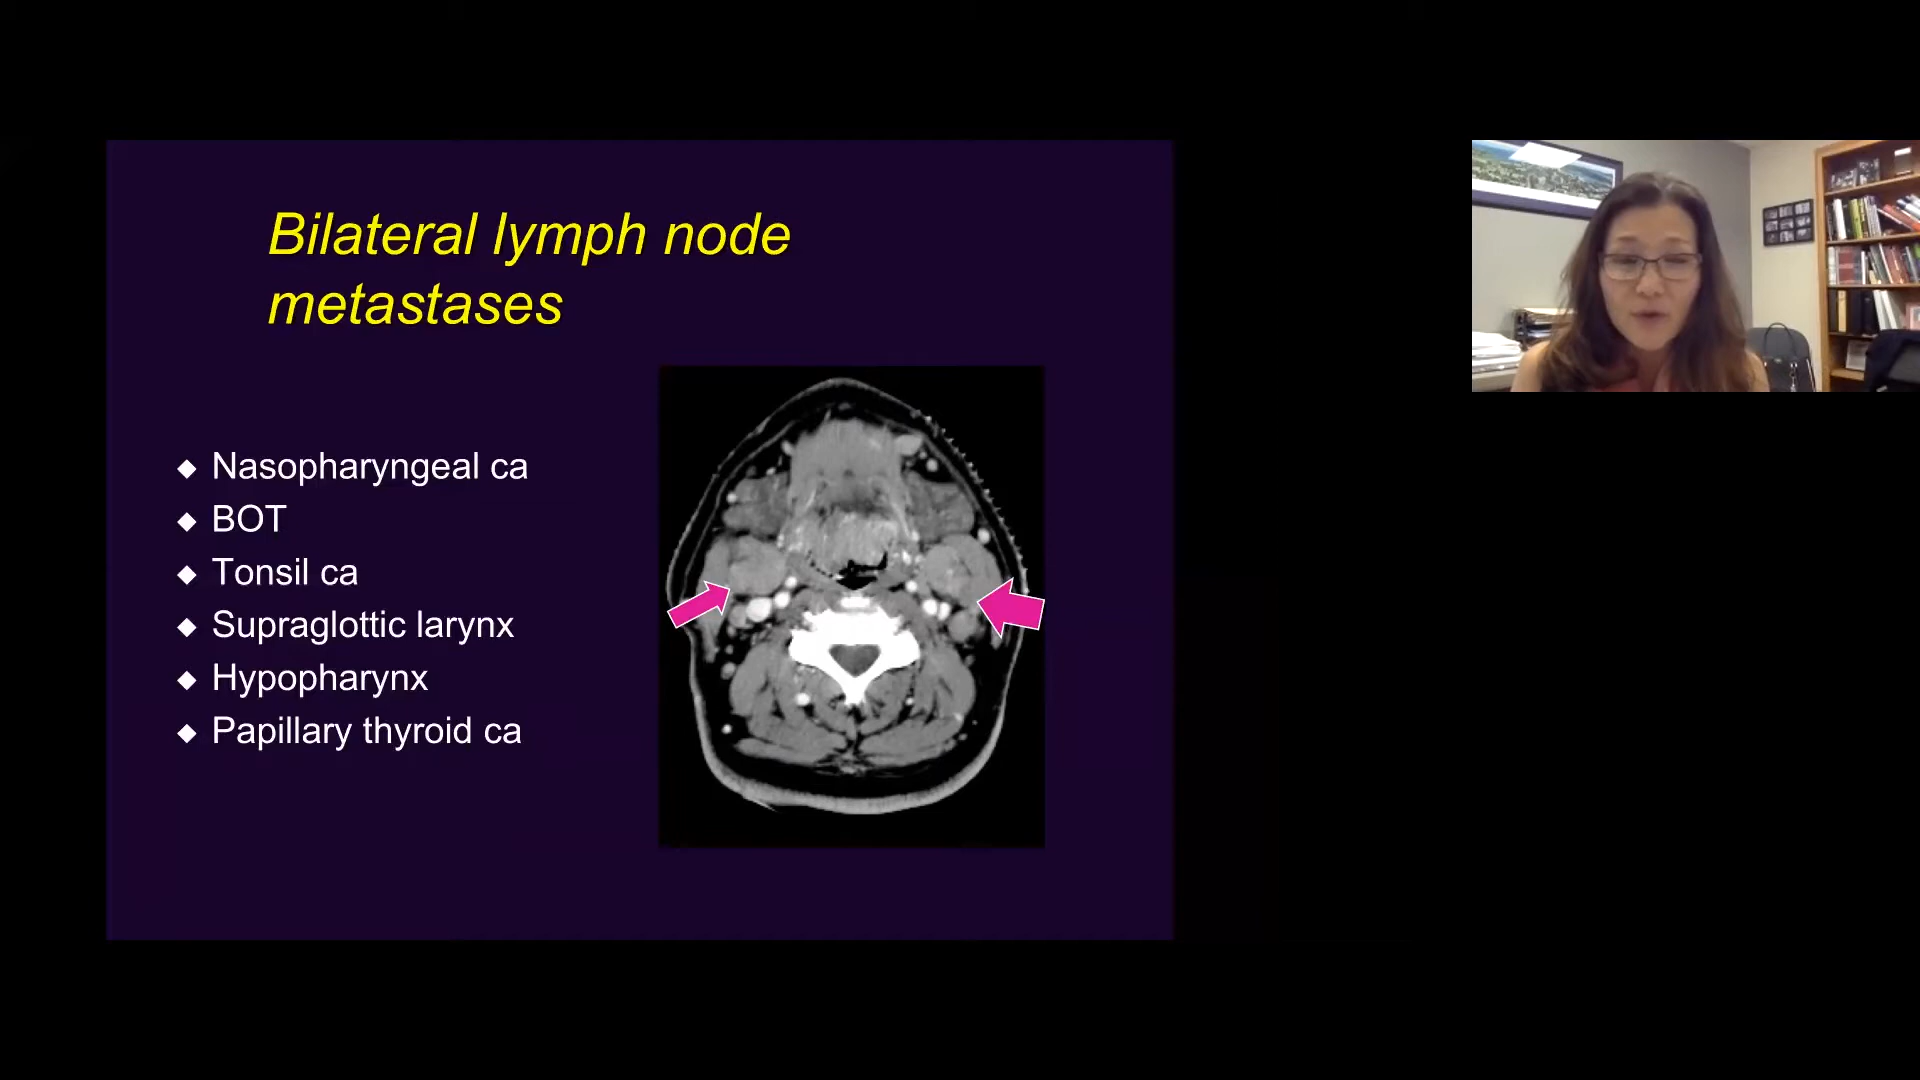 Bilateral lymph node
metastases
Nasopharyngeal ca
BOT
Tonsil ca
Supraglottic larynx
Hypopharynx
Papillary thyroid ca